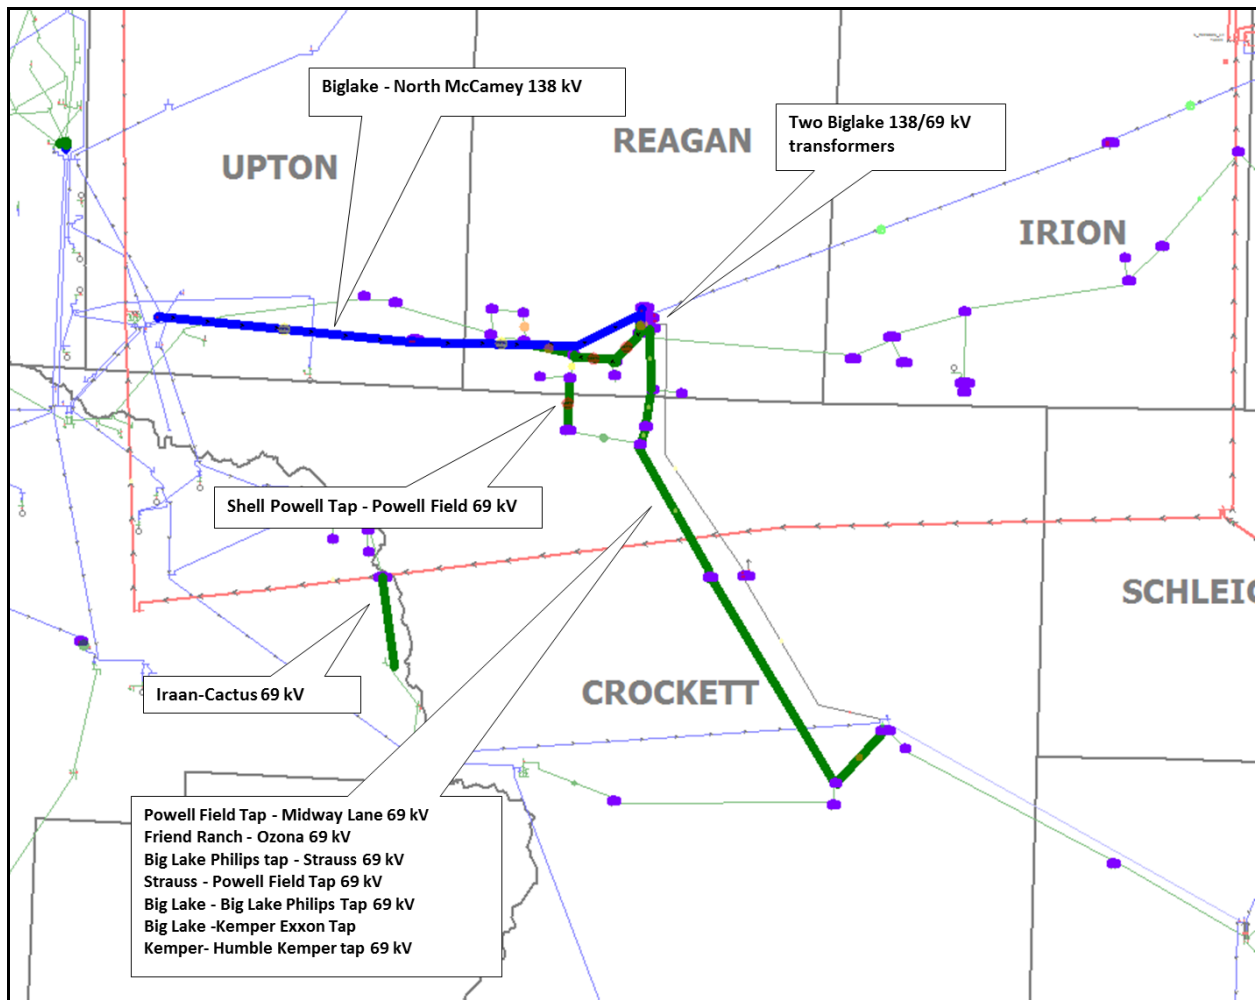 Biglake - North McCamey 138 kV
Two Biglake 138/69 kV
transformers
REAGAN
UPTON
IRION
Shell Powell Tap - Powell Field 69 kV
SCHLEIC
Iraan-Cactus 69 kV
CROCKETT
Powell Field Tap - Midway Lane 69 kV
Friend Ranch - Ozona 69 kV
Big Lake Philips tap - Strauss 69 kV
Strauss - Powell Field Tap 69 kV
Big Lake - Big Lake Philips Tap 69 kV
Big Lake -Kemper Exxon Tap
Kemper- Humble Kemper tap 69 kV